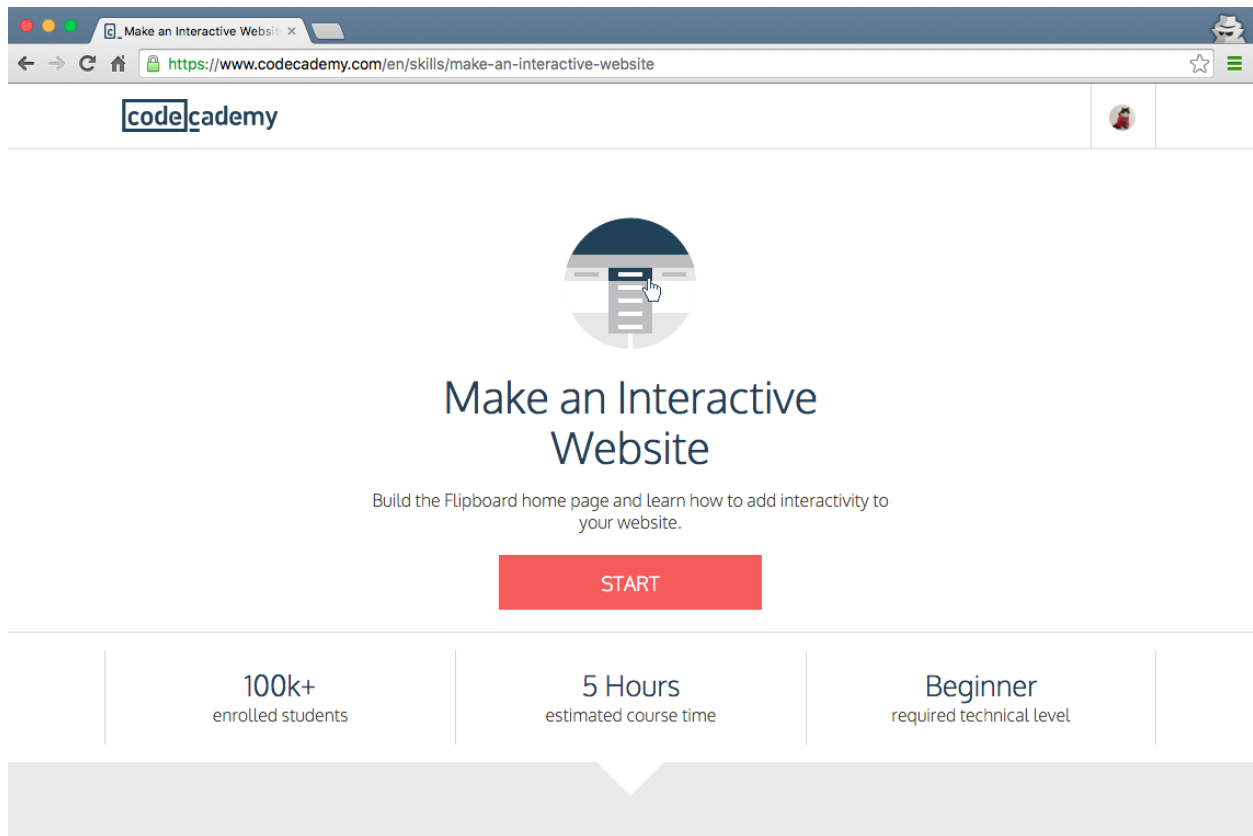 c_ Make an Interactive Websit
https://www.codecademy.com/en/skills/make-an-interactive-website
codecademy
Make an Interactive
Website
Build the Flipboard home page and learn how to add interactivity to
your website.
START
100k+
enrolled students
5 Hours
estimated course time
Beginner
required technical level